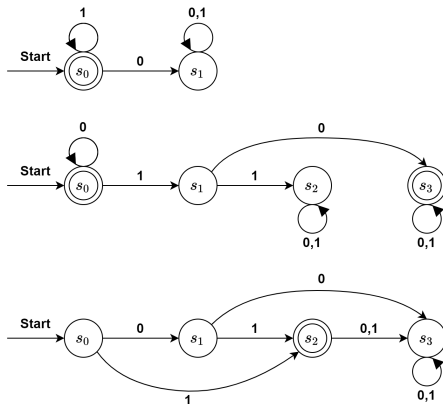 1 0,1
Start s₀ 0 s₁
0 0
Start s₀ 1 s₁ 1 s₂ s₃
0,1 0,1
0
Start s₀ 0 s₁ 1 s₂ 0,1 s₃
1 0,1